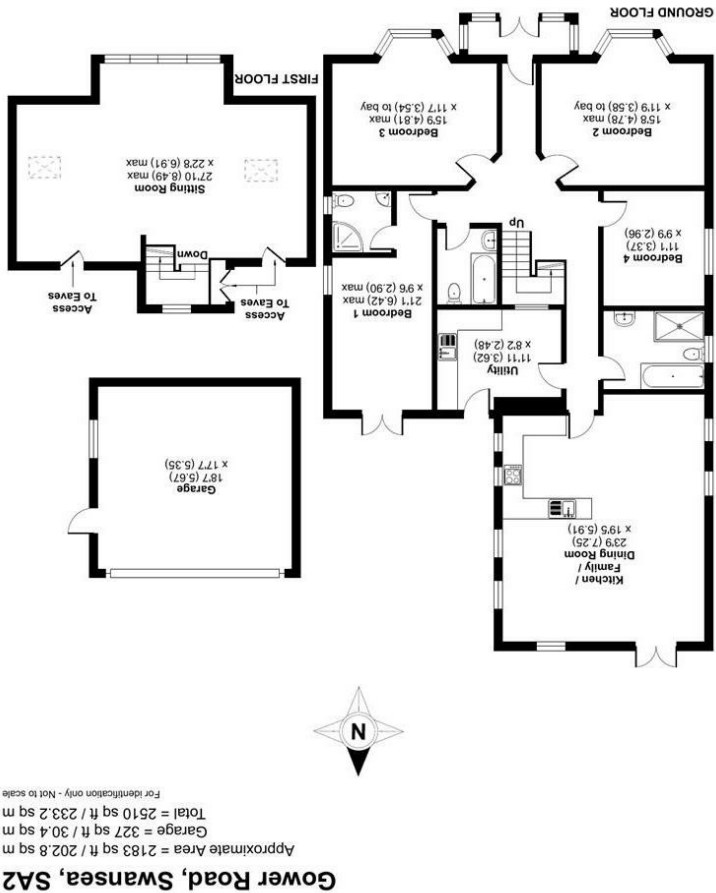 Gower Road, Swansea, SA2
Approximate Area = 2183 sq ft / 202.8 sq m
Garage = 327 sq ft / 30.4 sq m
Total = 2510 sq ft / 233.2 sq m
For identification only - Not to scale
N
Kitchen /
Family /
Dining Room
23'9 (7.25)
x 19'5 (5.91)
Garage
18'7 (5.67)
x 17'7 (5.35)
Utility
11'11 (3.62)
x 8'2 (2.48)
Bedroom 1
21'1 (6.42) max
x 9'6 (2.90) max
Bedroom 4
11'1 (3.37)
x 9'9 (2.96)
Up
Bedroom 2
15'8 (4.78) max
x 11'9 (3.58) to bay
Bedroom 3
15'9 (4.81) max
x 11'7 (3.54) to bay
GROUND FLOOR
Access
To Eaves
Access
To Eaves
Down
Sitting Room
27'10 (8.49) max
x 22'8 (6.91) max
FIRST FLOOR